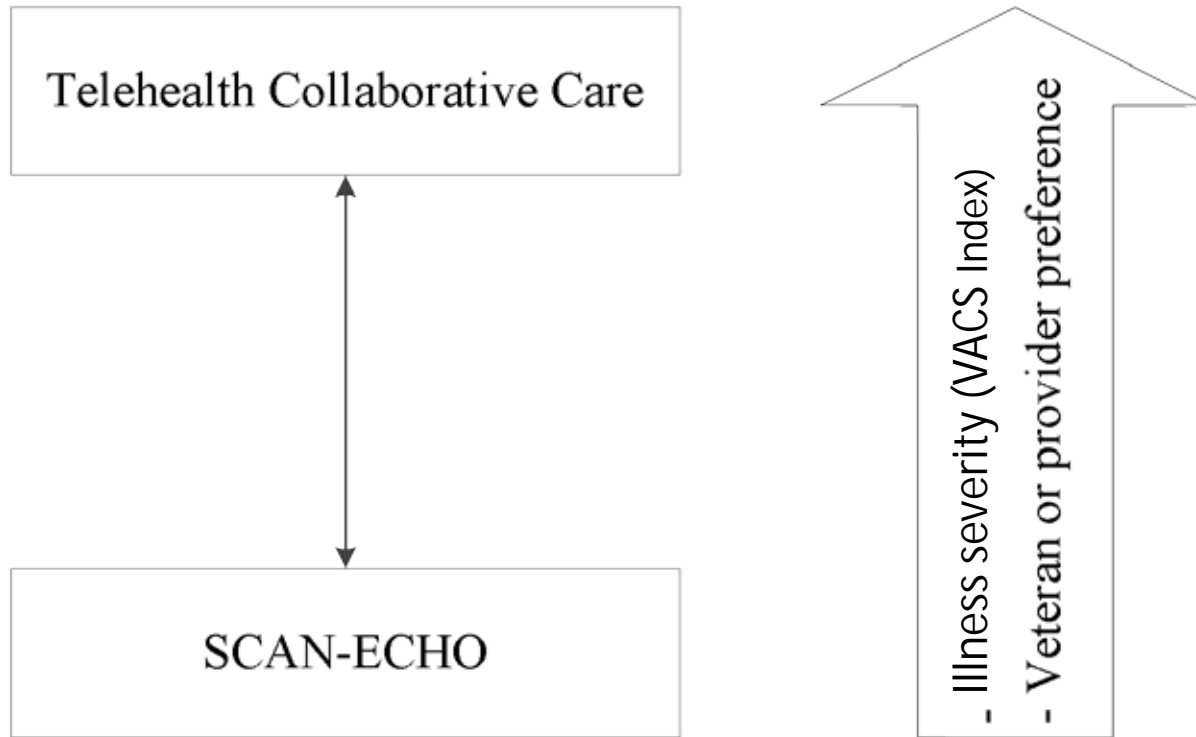 Telehealth Collaborative Care
SCAN-ECHO
- Illness severity (VACS Index)
- Veteran or provider preference